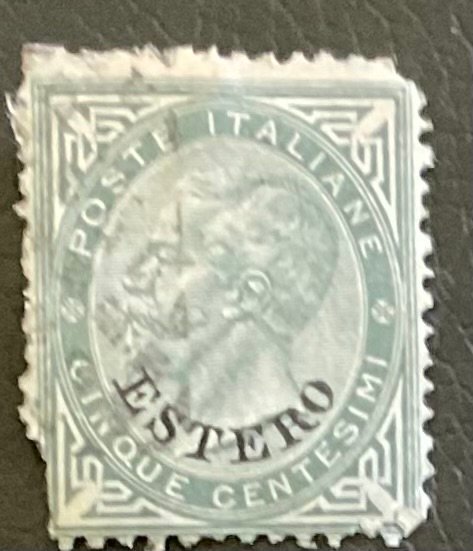 POSTE ITALIANE
ESTERO
CINQUE CENTESIMI